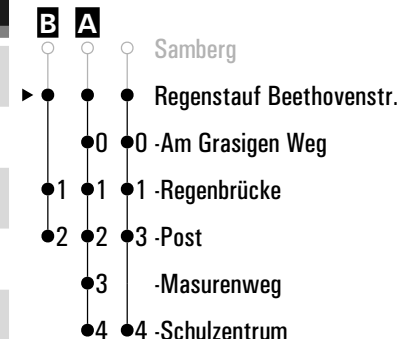 B A
Samberg
Regenstauf Beethovenstr.
0 0 -Am Grasigen Weg
1 1 1 -Regenbrücke
2 2 3 -Post
3 -Masurenweg
4 4 -Schulzentrum